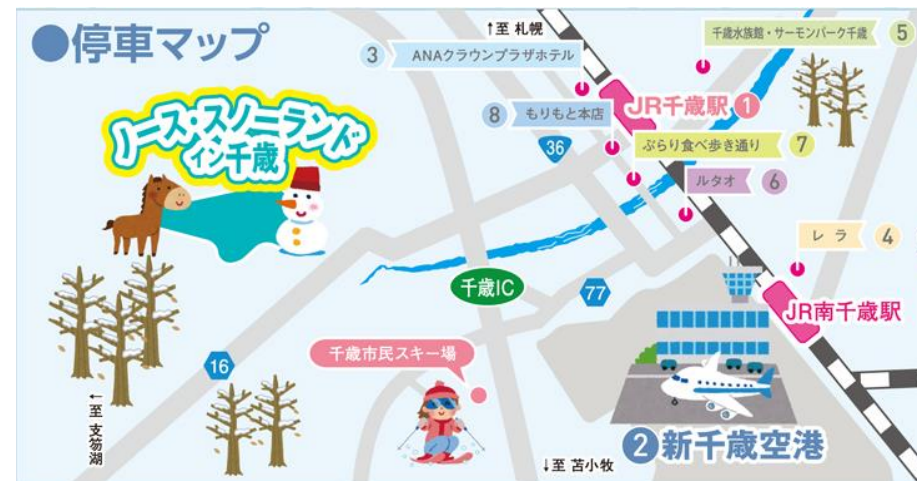 ●停車マップ
↑至 札幌
千歳水族館・サーモンパーク千歳 5
3 ANAクラウンプラザホテル
JR千歳駅 1
8 もりもと本店
ノース・スノーランド
イン千歳
36
ぶらり食べ歩き通り 7
ルタオ 6
レラ 4
千歳IC
77
JR南千歳駅
千歳市民スキー場
16
←至 支笏湖
2 新千歳空港
↓至 苫小牧